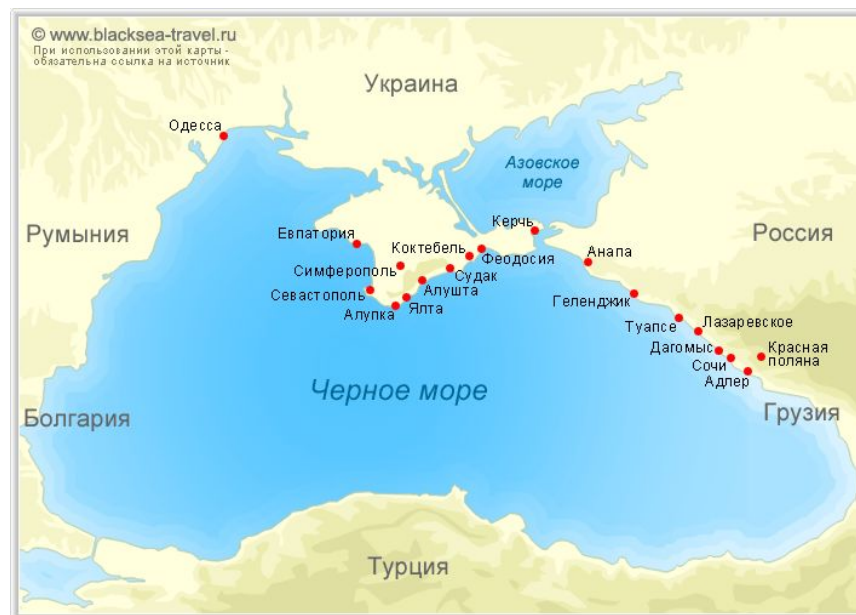 © www.blacksea-travel.ru
При использовании этой карты -
обязательна ссылка на источник
Украина
Одесса
Азовское
море
Румыния
Евпатория
Керчь
Россия
Коктебель
Феодосия
Анапа
Симферополь
Судак
Севастополь
Алушта
Геленджик
Алупка
Ялта
Туапсе
Лазаревское
Дагомыс
Красная
поляна
Сочи
Адлер
Черное море
Болгария
Грузия
Турция